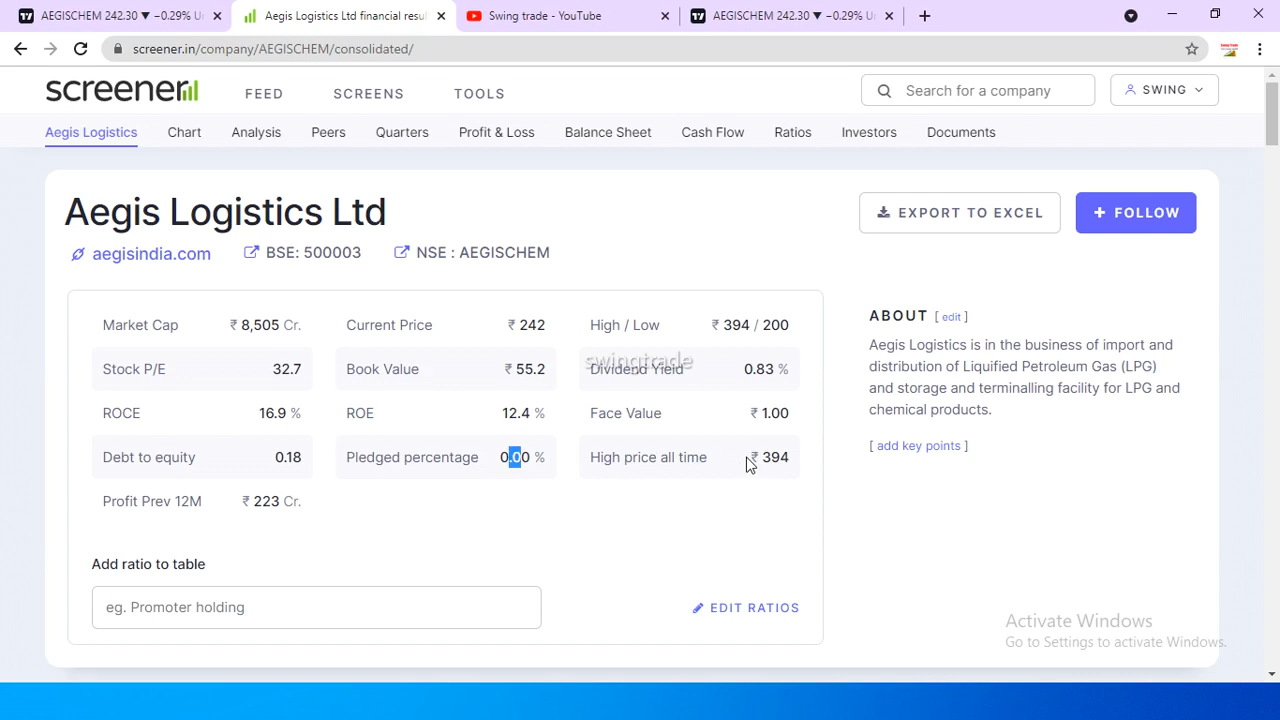 AEGISCHEM 242.30 ▼ −0.29% Un
Aegis Logistics Ltd financial resul
Swing trade - YouTube
AEGISCHEM 242.30 ▼ −0.29% Un
screener.in/company/AEGISCHEM/consolidated/
screener
FEED
SCREENS
TOOLS
Search for a company
SWING
Aegis Logistics
Chart
Analysis
Peers
Quarters
Profit & Loss
Balance Sheet
Cash Flow
Ratios
Investors
Documents
Aegis Logistics Ltd
EXPORT TO EXCEL
+ FOLLOW
aegisindia.com
BSE: 500003
NSE : AEGISCHEM
Market Cap ₹ 8,505 Cr.
Current Price ₹ 242
High / Low ₹ 394 / 200
Stock P/E 32.7
Book Value ₹ 55.2
Dividend Yield 0.83 %
swingtrade
ROCE 16.9 %
ROE 12.4 %
Face Value ₹ 1.00
Debt to equity 0.18
Pledged percentage 0.00 %
High price all time ₹ 394
Profit Prev 12M ₹ 223 Cr.
Add ratio to table
eg. Promoter holding
EDIT RATIOS
ABOUT [ edit ]
Aegis Logistics is in the business of import and
distribution of Liquified Petroleum Gas (LPG)
and storage and terminalling facility for LPG and
chemical products.
[ add key points ]
Activate Windows
Go to Settings to activate Windows.